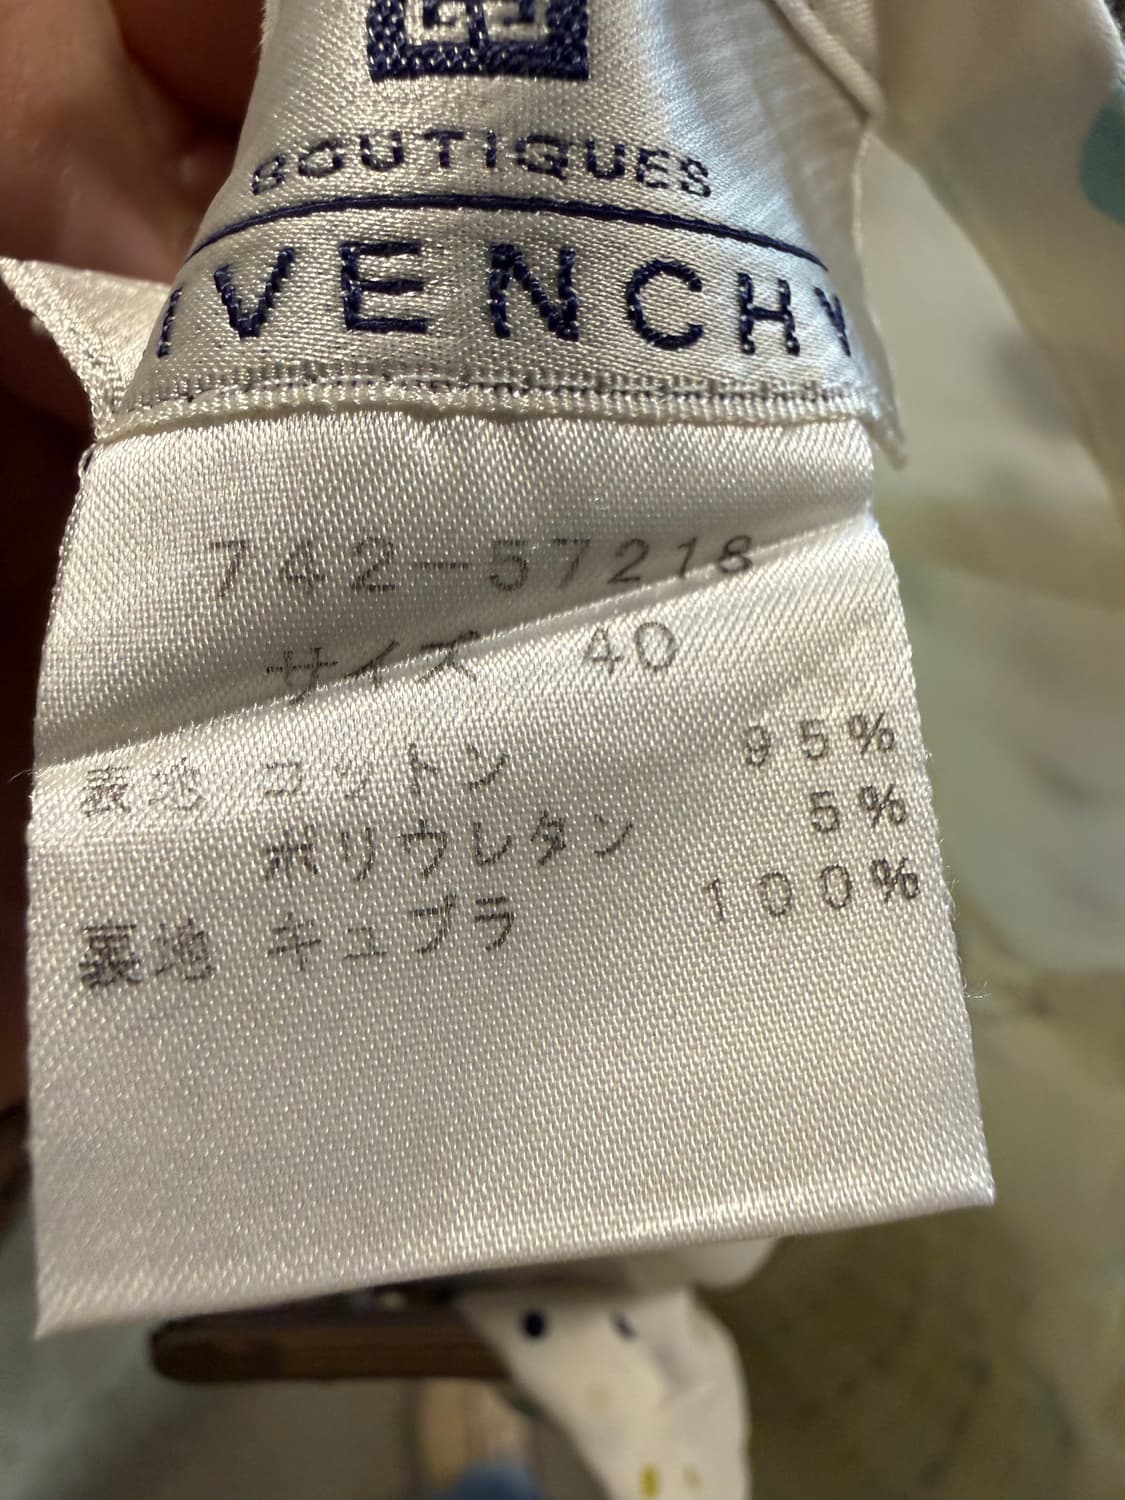 BOUTIQUES
IVENCHY
742-57218
サイズ 40
表地 コットン 95%
ポリウレタン 5%
裏地 キュプラ 100%